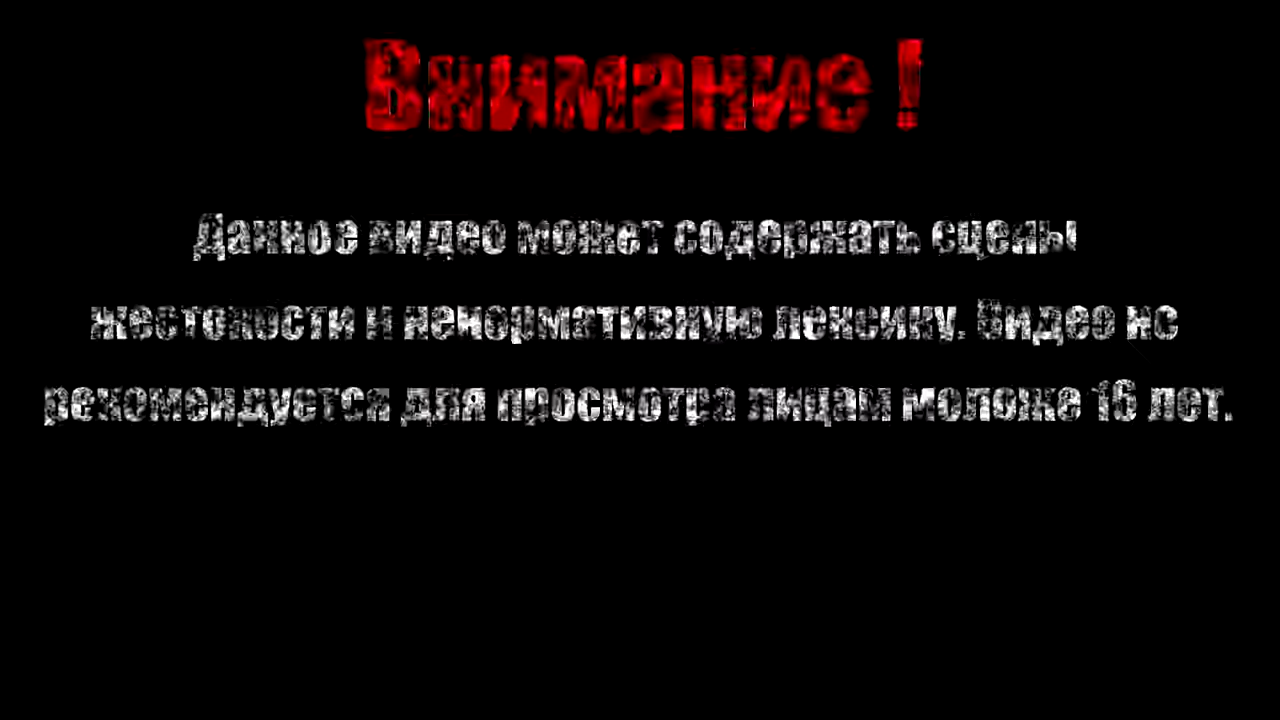 Внимание !
Данное видео может содержать сцены
жестокости и ненормативную лексику. Видео не
рекомендуется для просмотра лицам моложе 16 лет.